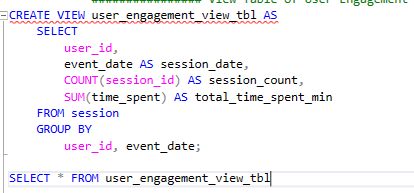 ################ View Table of User Engagement
CREATE VIEW user_engagement_view_tbl AS
SELECT
user_id,
event_date AS session_date,
COUNT(session_id) AS session_count,
SUM(time_spent) AS total_time_spent_min
FROM session
GROUP BY
user_id, event_date;
SELECT * FROM user_engagement_view_tbl